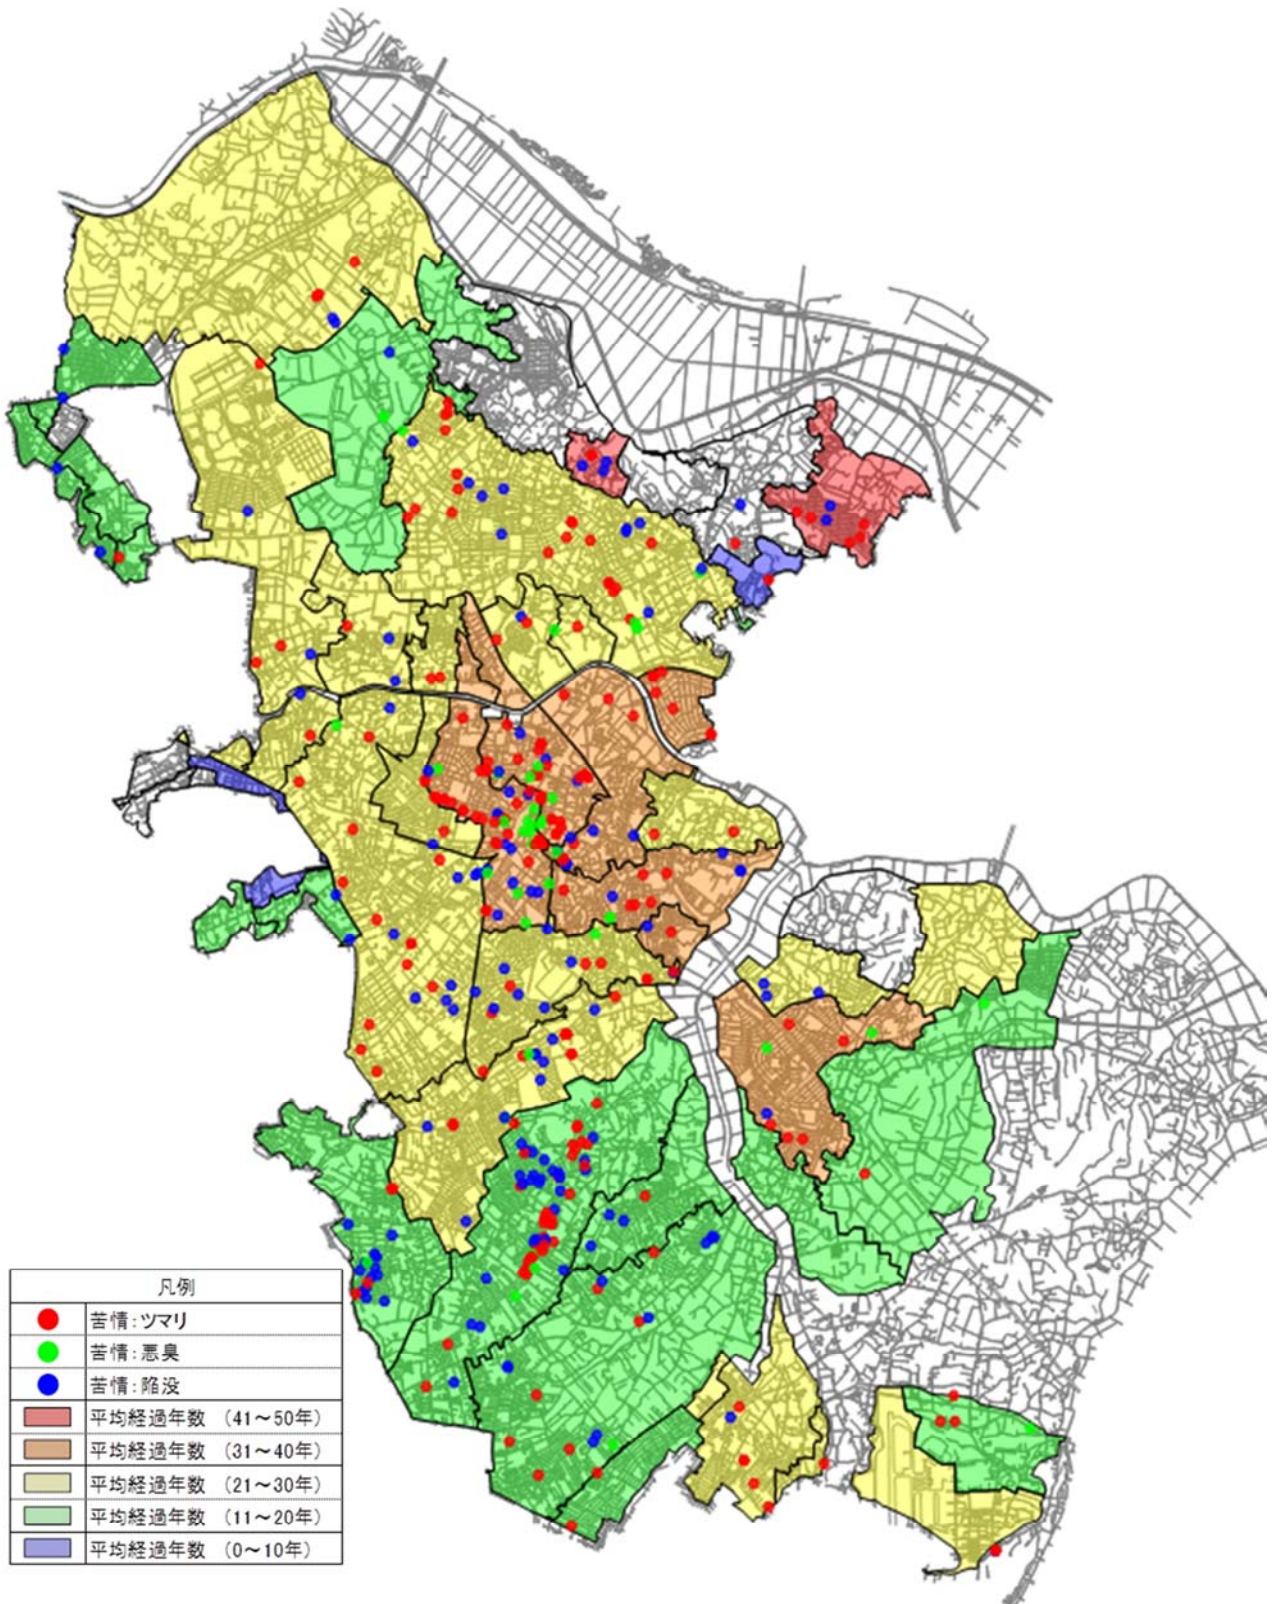 凡例
苦情:ツマリ
苦情:悪臭
苦情:陥没
平均経過年数 (41～50年)
平均経過年数 (31～40年)
平均経過年数 (21～30年)
平均経過年数 (11～20年)
平均経過年数 (0～10年)